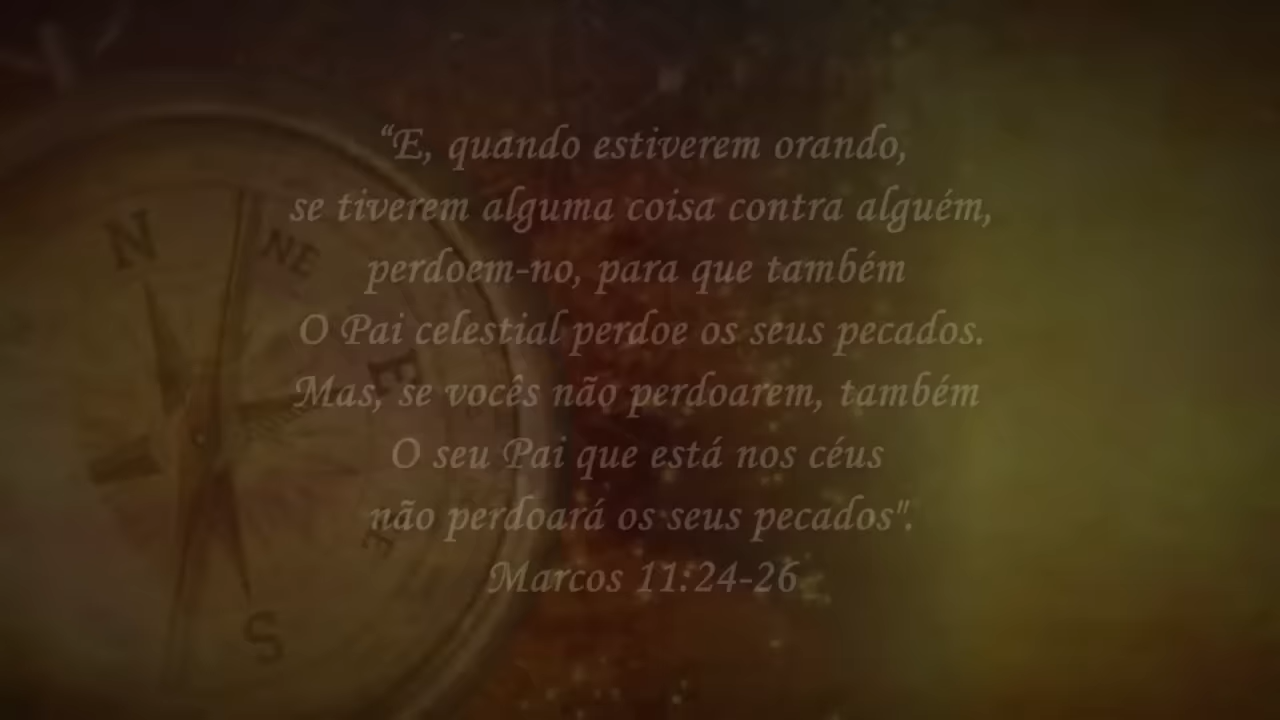 “E, quando estiverem orando,
se tiverem alguma coisa contra alguém,
perdoem-no, para que também
O Pai celestial perdoe os seus pecados.
Mas, se vocês não perdoarem, também
O seu Pai que está nos céus
não perdoará os seus pecados".
Marcos 11:24-26
N
NE
E
S